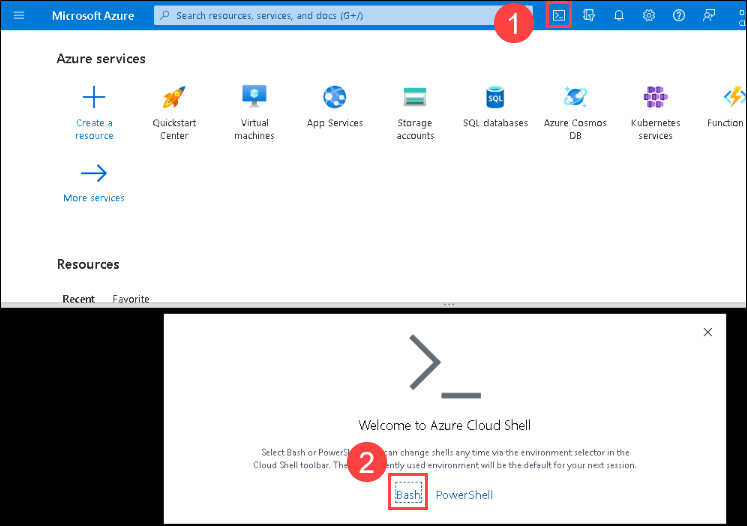 Microsoft Azure
Search resources, services, and docs (G+/)
1
CL
Azure services
Create a
resource
Quickstart
Center
Virtual
machines
App Services
Storage
accounts
SQL databases
Azure Cosmos
DB
Kubernetes
services
Function
More services
Resources
Recent Favorite
Welcome to Azure Cloud Shell
Select Bash or PowerShe can change shells any time via the environment selector in the
Cloud Shell toolbar. The ently used environment will be the default for your next session.
2
Bash PowerShell